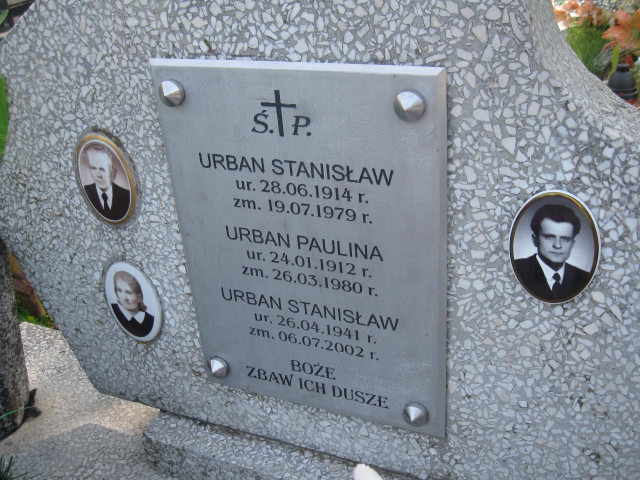 Ś. P.
URBAN STANISŁAW
ur. 28.06.1914 r.
zm. 19.07.1979 r.
URBAN PAULINA
ur. 24.01.1912 r.
zm. 26.03.1980 r.
URBAN STANISŁAW
ur. 26.04.1941 r.
zm. 06.07.2002 r.
BOŻE
ZBAW ICH DUSZE